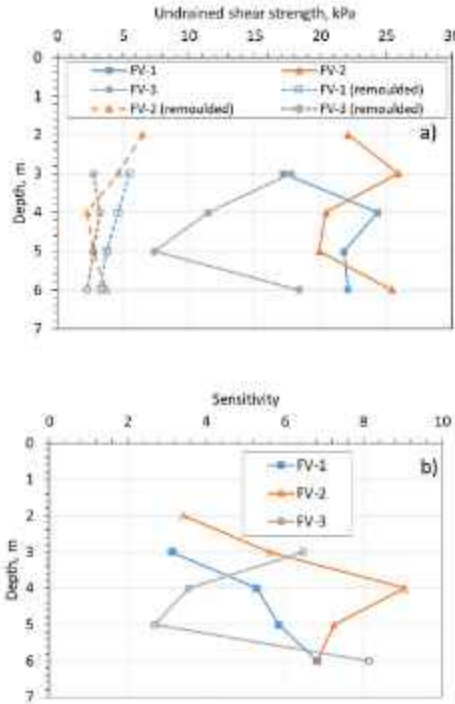 Undrained shear strength, kPa
0 5 10 15 20 25 30
0
1
2
3
4
5
6
7
Depth, m
FV-1 FV-2
FV-3 FV-1 (remoulded)
FV-2 (remoulded) FV-3 (remoulded)
a)
Sensitivity
0 2 4 6 8 10
0
1
2
3
4
5
6
7
Depth, m
FV-1
FV-2
FV-3
b)